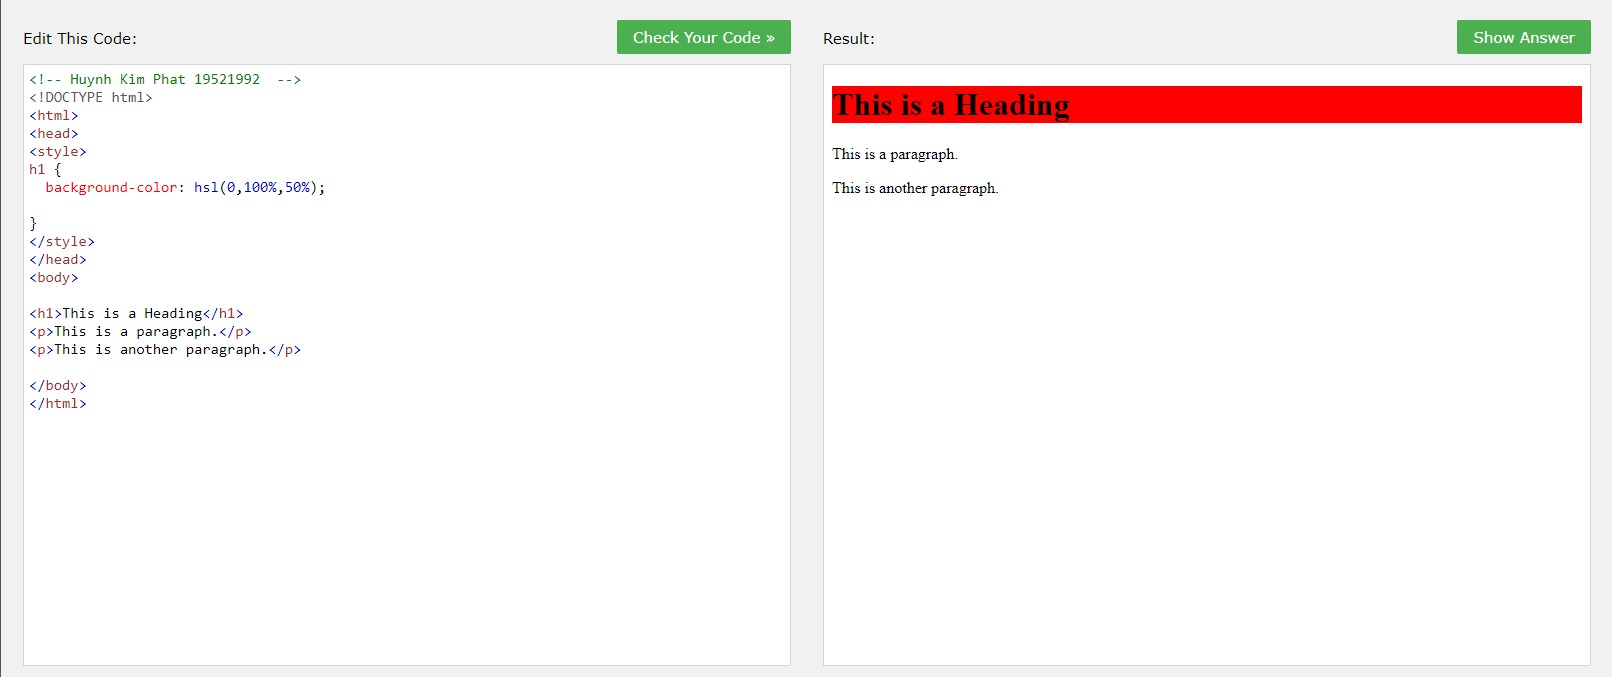 Edit This Code:
Check Your Code »
<!-- Huynh Kim Phat 19521992  -->
<!DOCTYPE html>
<html>
<head>
<style>
h1 {
  background-color: hsl(0,100%,50%);
}
</style>
</head>
<body>
<h1>This is a Heading</h1>
<p>This is a paragraph.</p>
<p>This is another paragraph.</p>
</body>
</html>
Result:
Show Answer
This is a Heading
This is a paragraph.
This is another paragraph.